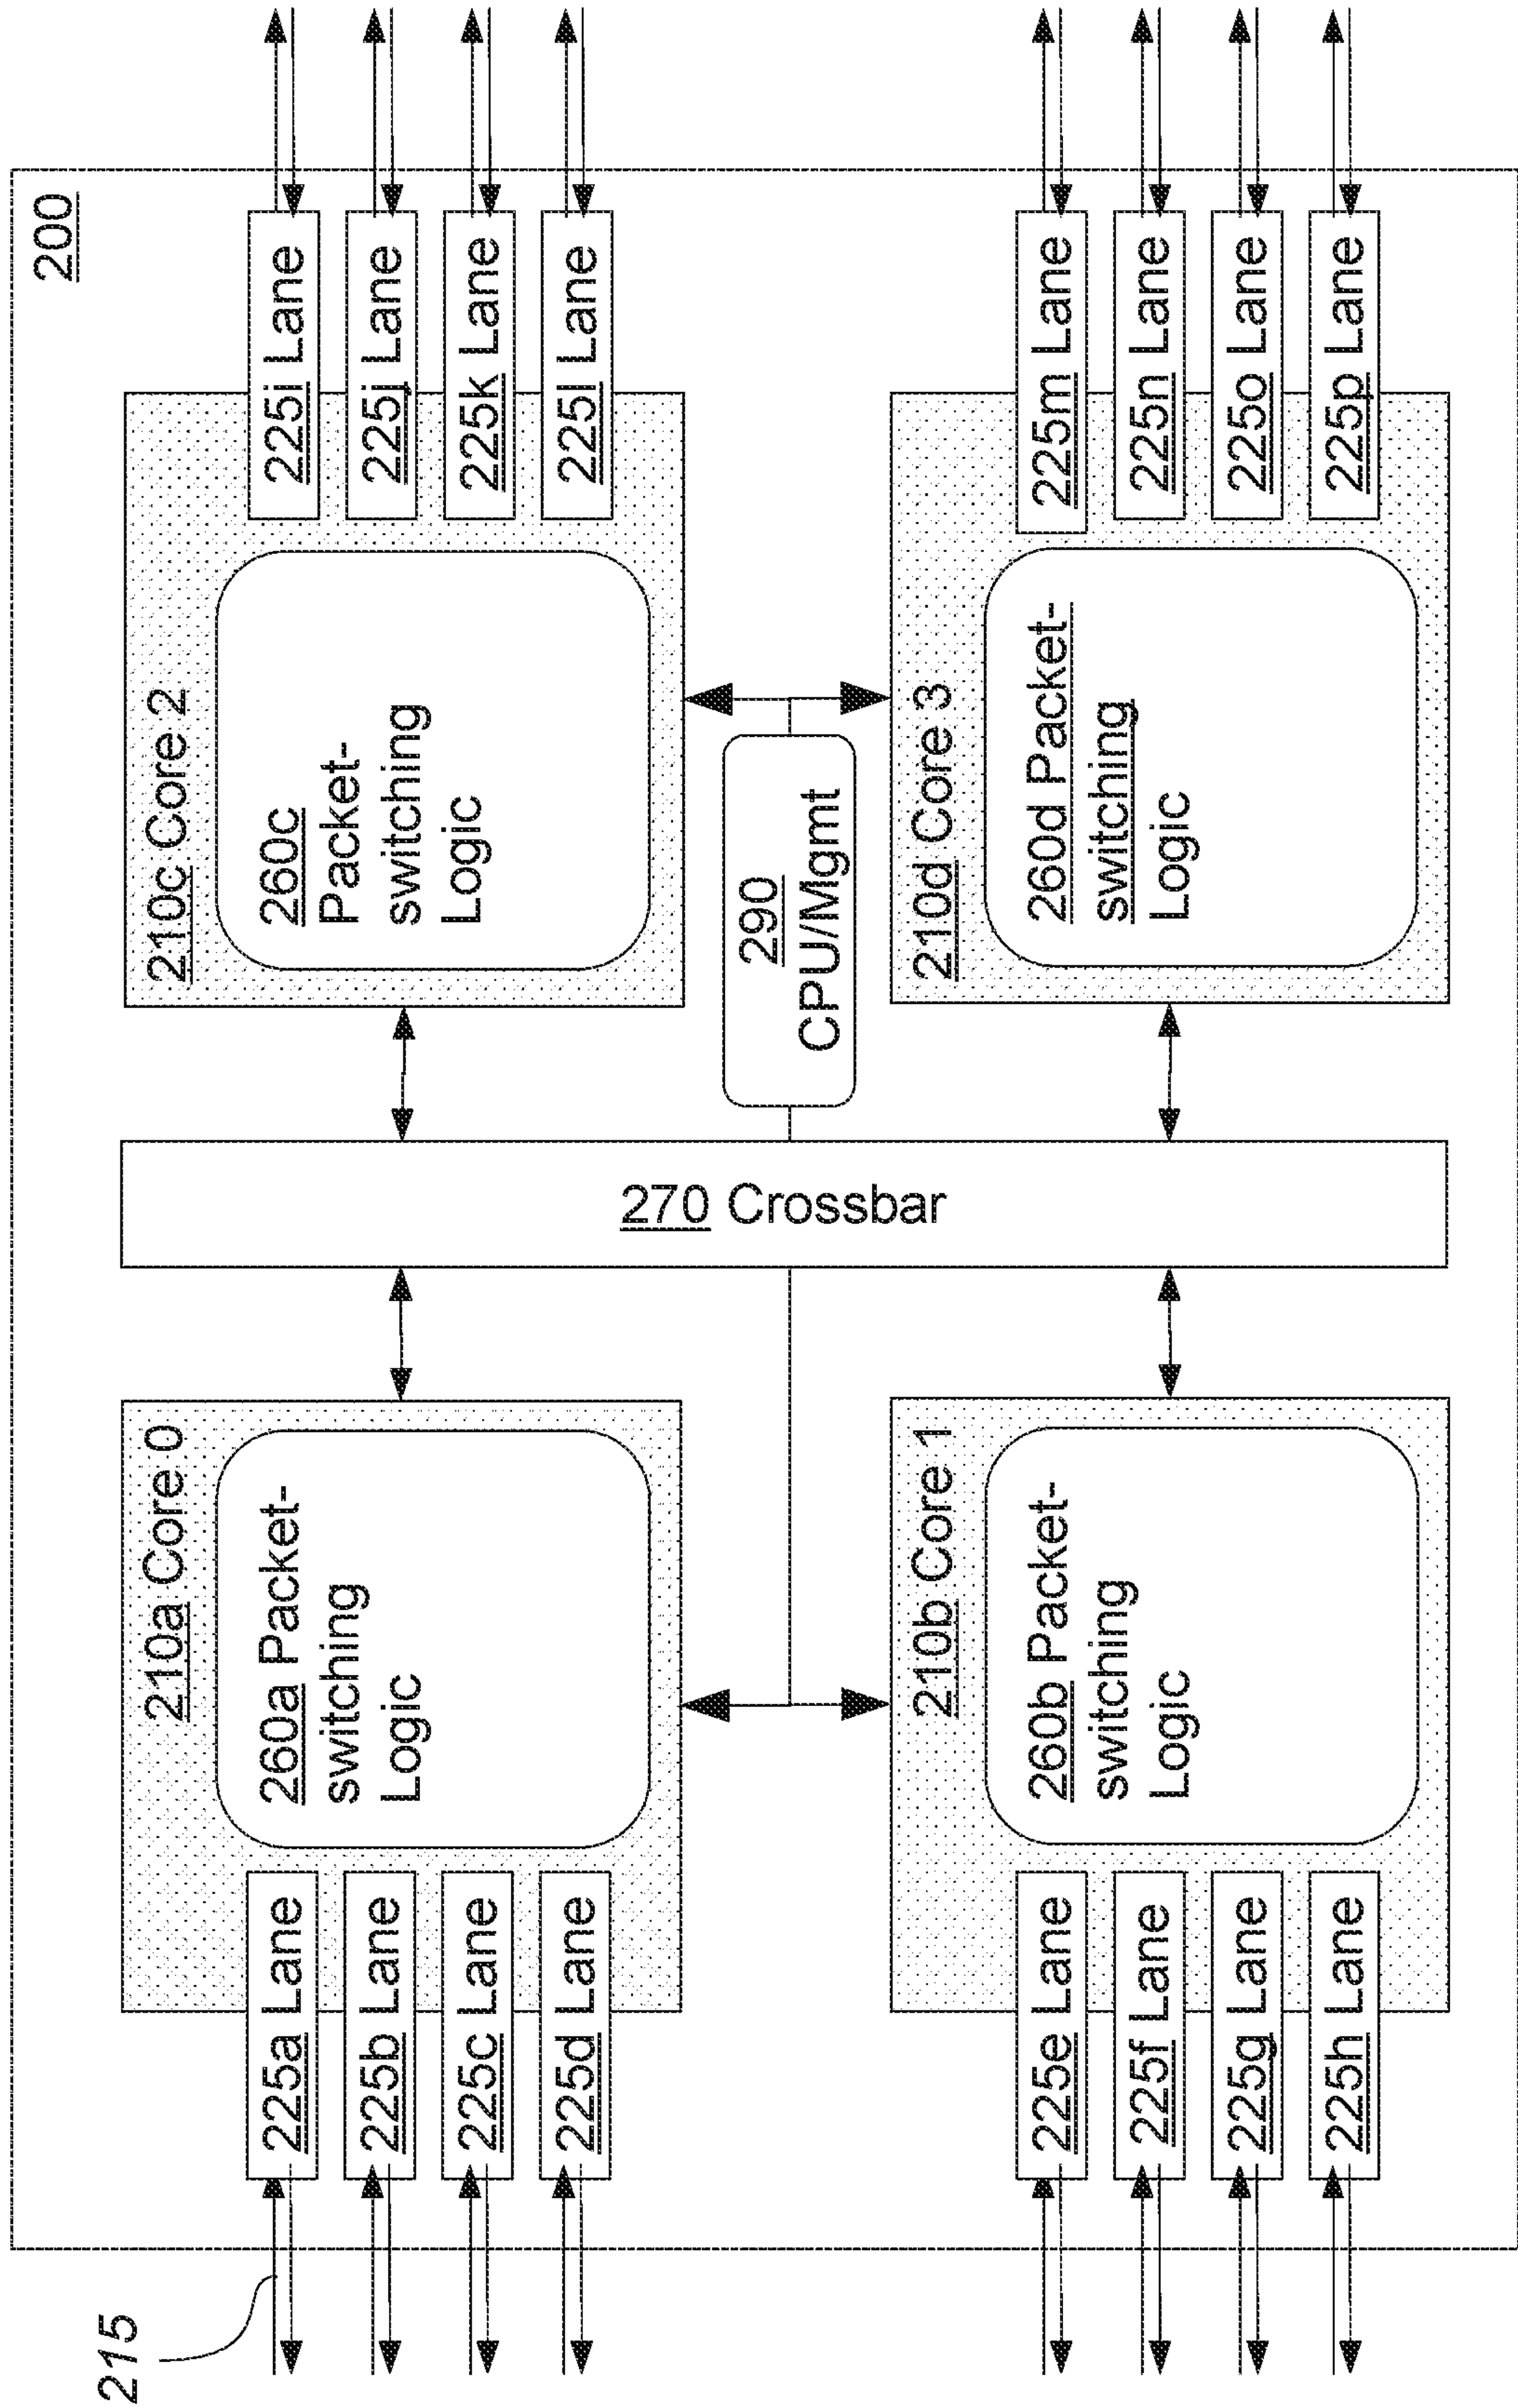 200
215
210a Core 0
260a Packet-
switching
Logic
225a Lane
225b Lane
225c Lane
225d Lane
210b Core 1
260b Packet-
switching
Logic
225e Lane
225f Lane
225g Lane
225h Lane
270 Crossbar
290
CPU/Mgmt
210c Core 2
260c
Packet-
switching
Logic
225i Lane
225j Lane
225k Lane
225l Lane
210d Core 3
260d Packet-
switching
Logic
225m Lane
225n Lane
225o Lane
225p Lane